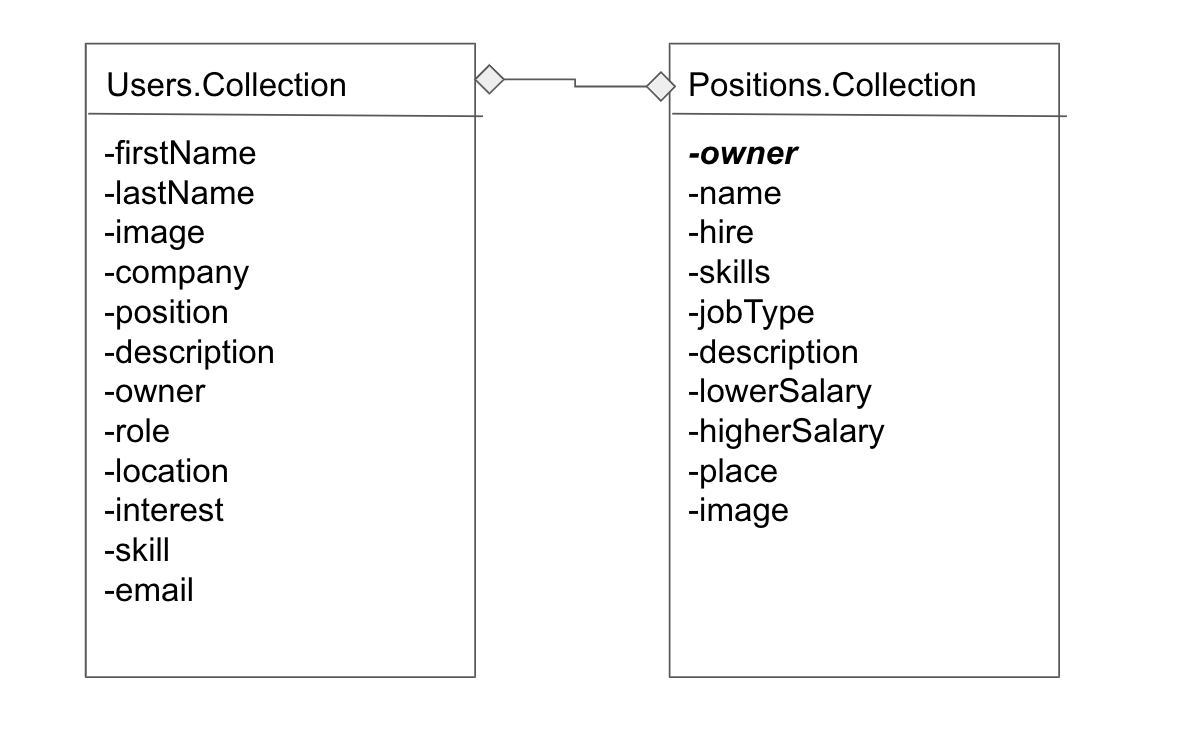 Users.Collection
-firstName
-lastName
-image
-company
-position
-description
-owner
-role
-location
-interest
-skill
-email
Positions.Collection
-owner
-name
-hire
-skills
-jobType
-description
-lowerSalary
-higherSalary
-place
-image